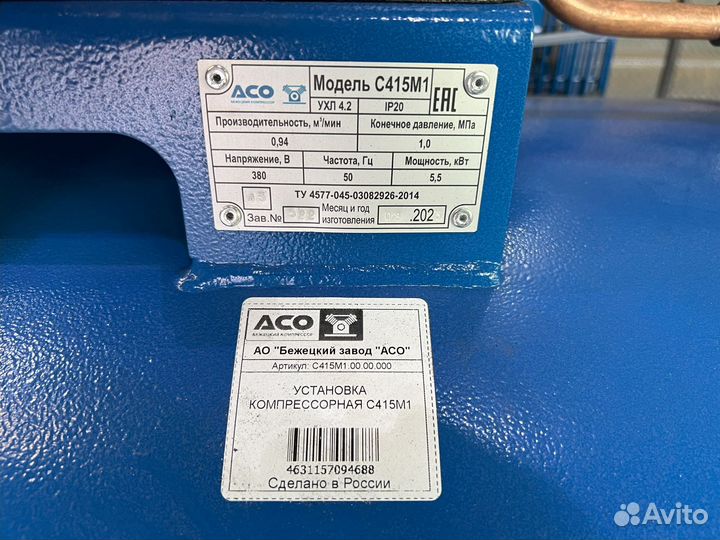 АСО
БЕЖЕЦКИЙ КОМПРЕССОР
Модель С415М1
УХЛ 4.2 IP20
ЕАС
Производительность, м³/мин Конечное давление, МПа
0,94 1,0
Напряжение, В Частота, Гц Мощность, кВт
380 50 5,5
ТУ 4577-045-03082926-2014
Зав.№ Месяц и год изготовления .202
АСО
БЕЖЕЦКИЙ КОМПРЕССОР
АО "Бежецкий завод "АСО"
Артикул: С415М1.00.00.000
УСТАНОВКА
КОМПРЕССОРНАЯ С415М1
4631157094688
Сделано в России
Avito